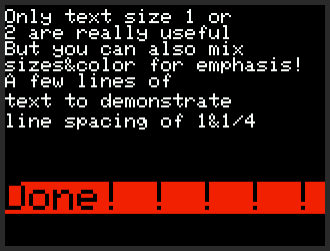 Only text size 1 or
2 are really useful
But you can also mix
sizes&color for emphasis!
A few lines of
text to demonstrate
line spacing of 1&1/4
Done! ! ! ! !